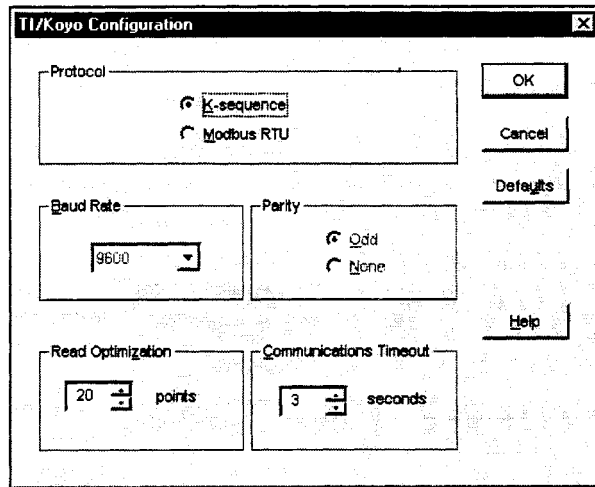 TI/Koyo Configuration
Protocol
K-sequence
Modbus RTU
OK
Cancel
Defaults
Baud Rate
9600
Parity
Odd
None
Help
Read Optimization
20 points
Communications Timeout
3 seconds